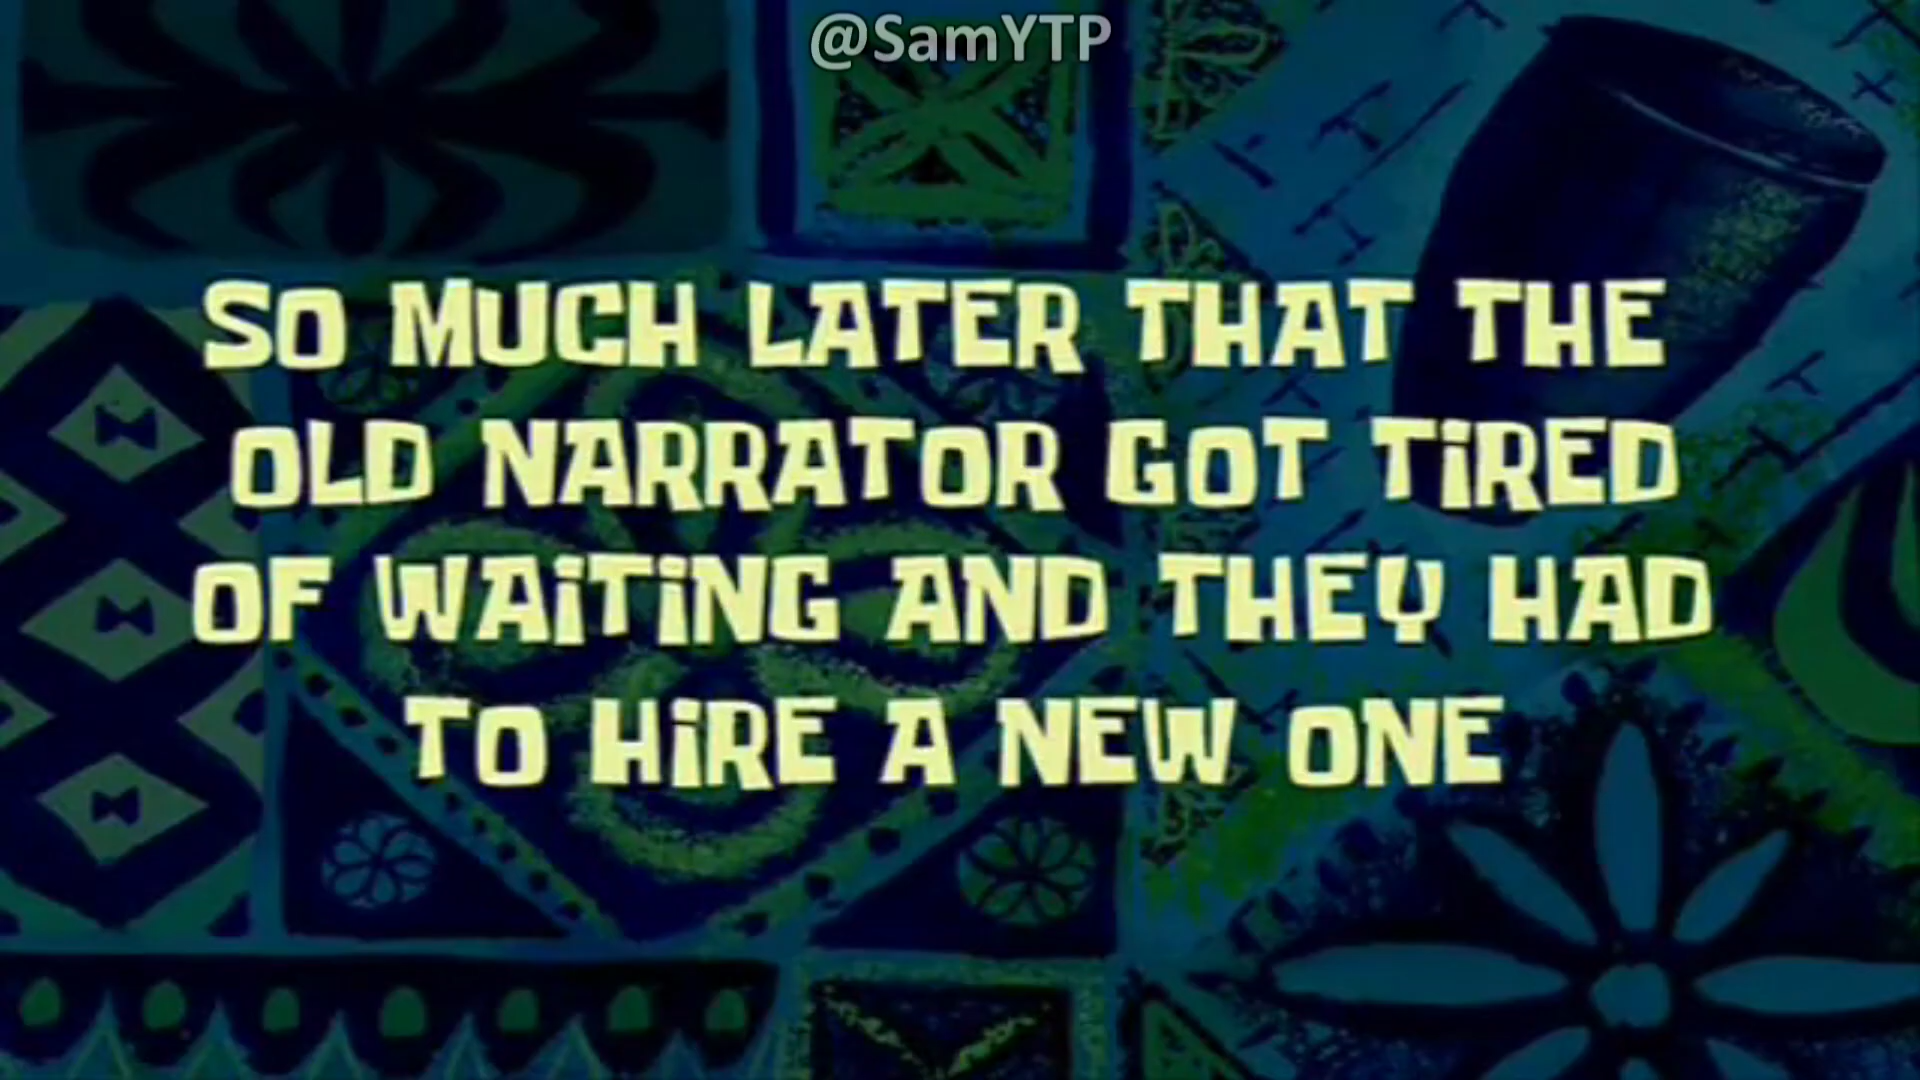 @SamYTP
SO MUCH LATER THAT THE
OLD NARRATOR GOT TIRED
OF WAITING AND THEY HAD
TO HIRE A NEW ONE